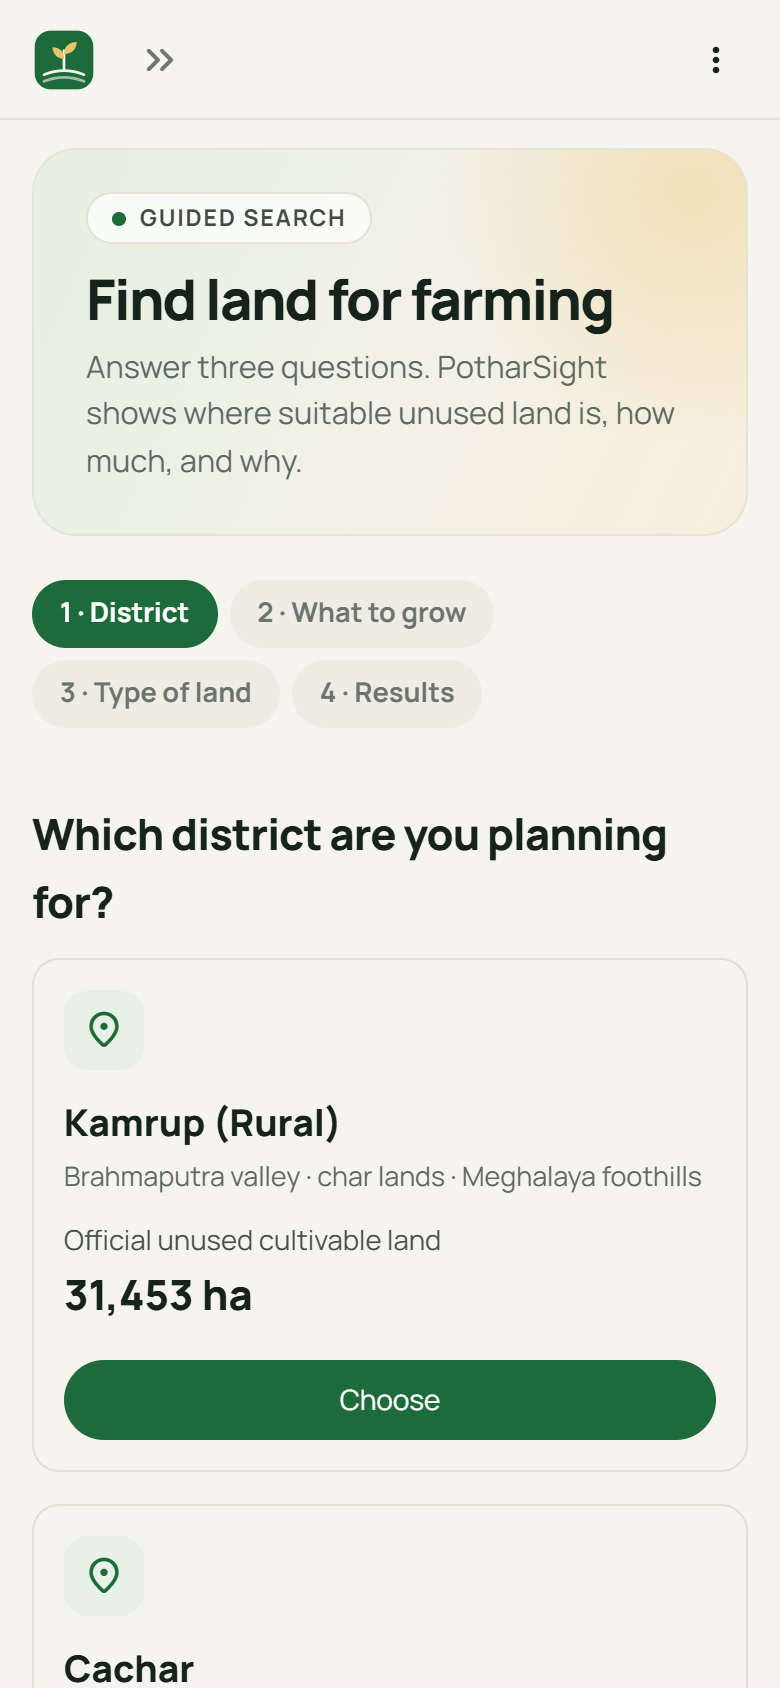 GUIDED SEARCH
Find land for farming
Answer three questions. PotharSight
shows where suitable unused land is, how
much, and why.
1 · District
2 · What to grow
3 · Type of land
4 · Results
Which district are you planning
for?
Kamrup (Rural)
Brahmaputra valley · char lands · Meghalaya foothills
Official unused cultivable land
31,453 ha
Choose
Cachar